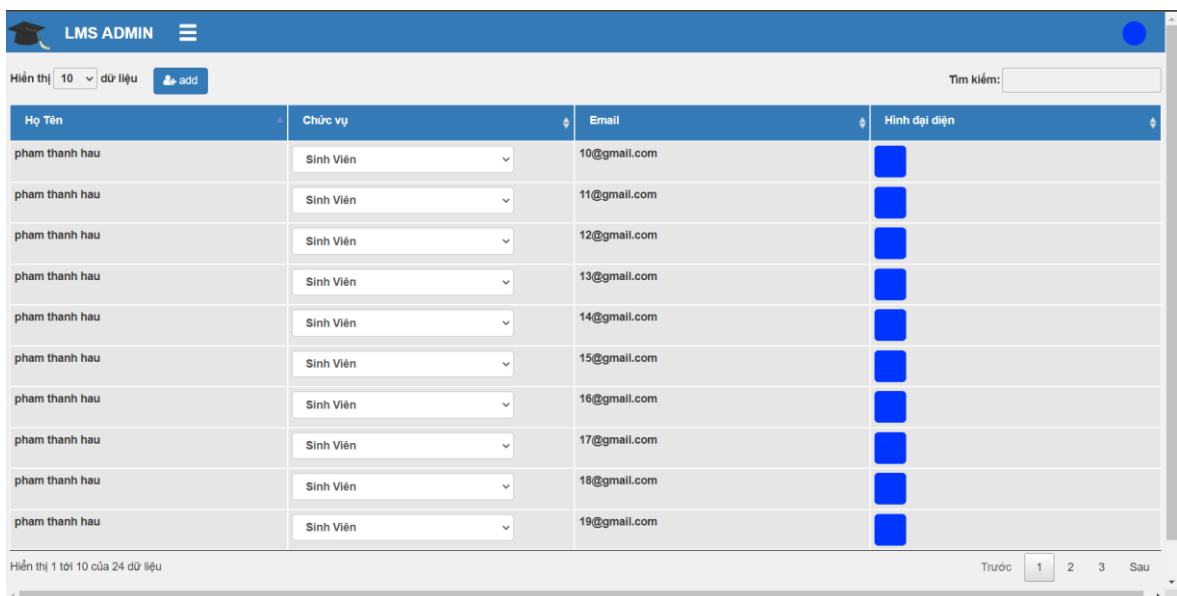 LMS ADMIN
Hiển thị 10 dữ liệu add Tìm kiếm:
Họ Tên Chức vụ Email Hình đại diện
pham thanh hau Sinh Viên 10@gmail.com
pham thanh hau Sinh Viên 11@gmail.com
pham thanh hau Sinh Viên 12@gmail.com
pham thanh hau Sinh Viên 13@gmail.com
pham thanh hau Sinh Viên 14@gmail.com
pham thanh hau Sinh Viên 15@gmail.com
pham thanh hau Sinh Viên 16@gmail.com
pham thanh hau Sinh Viên 17@gmail.com
pham thanh hau Sinh Viên 18@gmail.com
pham thanh hau Sinh Viên 19@gmail.com
Hiển thị 1 tới 10 của 24 dữ liệu Trước 1 2 3 Sau